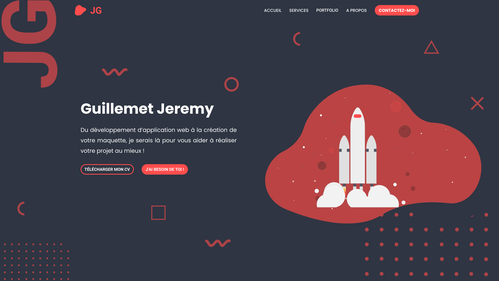 JG
JG
ACCUEIL
SERVICES
PORTFOLIO
A PROPOS
CONTACTEZ-MOI
Guillemet Jeremy
Du développement d'application web à la création de
votre maquette, je serais là pour vous aider à réaliser
votre projet au mieux !
TÉLÉCHARGER MON CV
J'AI BESOIN DE TOI !